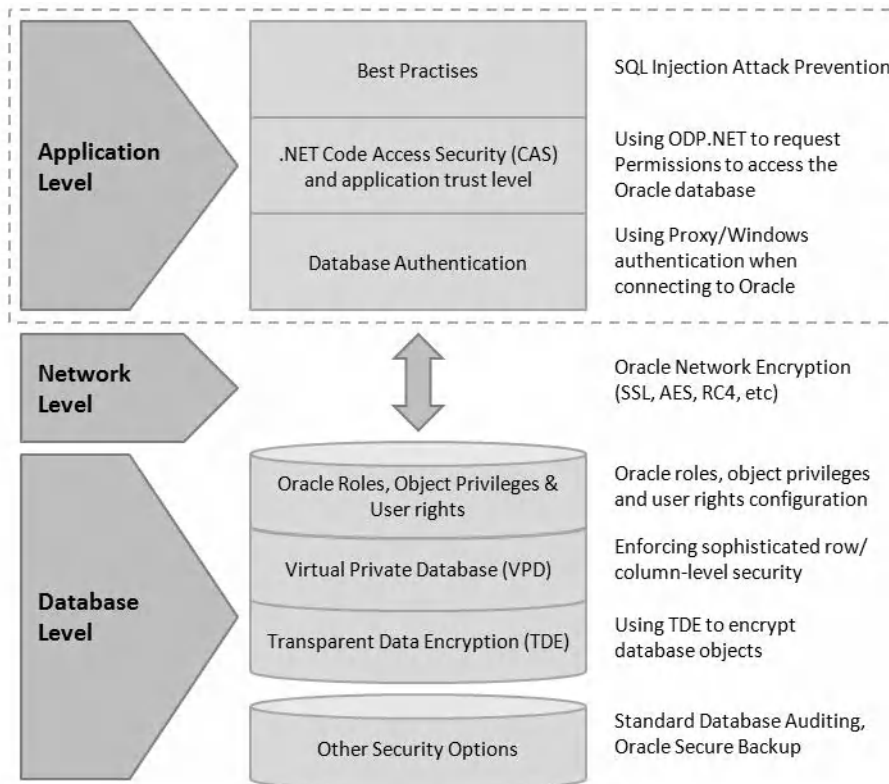 Application
Level
Best Practises
SQL Injection Attack Prevention
.NET Code Access Security (CAS)
and application trust level
Using ODP.NET to request
Permissions to access the
Oracle database
Database Authentication
Using Proxy/Windows
authentication when
connecting to Oracle
Network
Level
Oracle Network Encryption
(SSL, AES, RC4, etc)
Database
Level
Oracle Roles, Object Privileges &
User rights
Oracle roles, object privileges
and user rights configuration
Virtual Private Database (VPD)
Enforcing sophisticated row/
column-level security
Transparent Data Encryption (TDE)
Using TDE to encrypt
database objects
Other Security Options
Standard Database Auditing,
Oracle Secure Backup